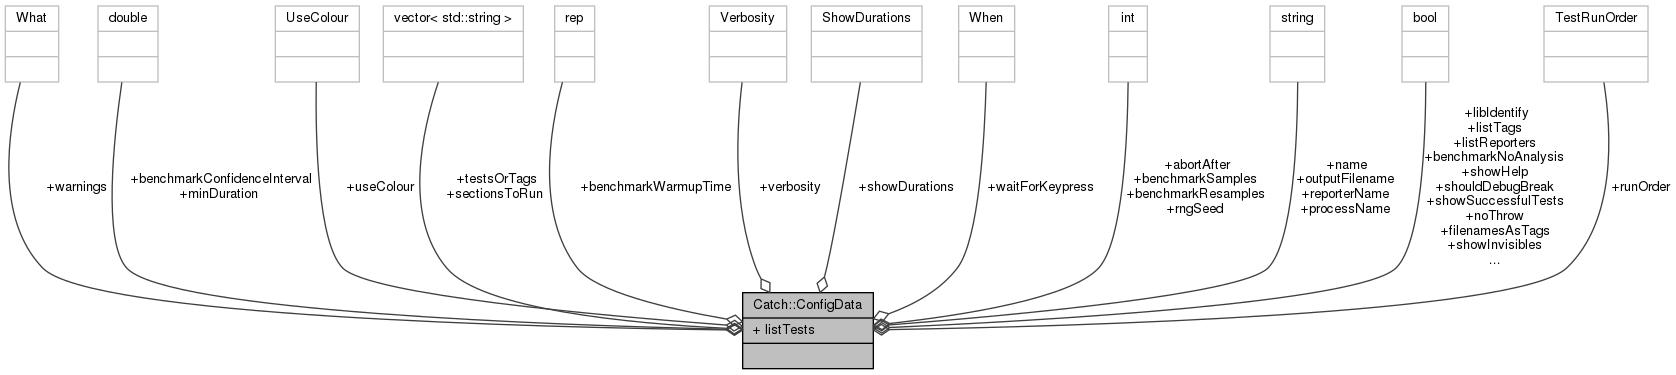 What
double
UseColour
vector< std::string >
rep
Verbosity
ShowDurations
When
int
string
bool
TestRunOrder
+warnings
+benchmarkConfidenceInterval
+minDuration
+useColour
+testsOrTags
+sectionsToRun
+benchmarkWarmupTime
+verbosity
+showDurations
+waitForKeypress
+abortAfter
+benchmarkSamples
+benchmarkResamples
+rngSeed
+name
+outputFilename
+reporterName
+processName
+libIdentify
+listTags
+listReporters
+benchmarkNoAnalysis
+showHelp
+shouldDebugBreak
+showSuccessfulTests
+noThrow
+filenamesAsTags
+showInvisibles
...
+runOrder
Catch::ConfigData
+ listTests